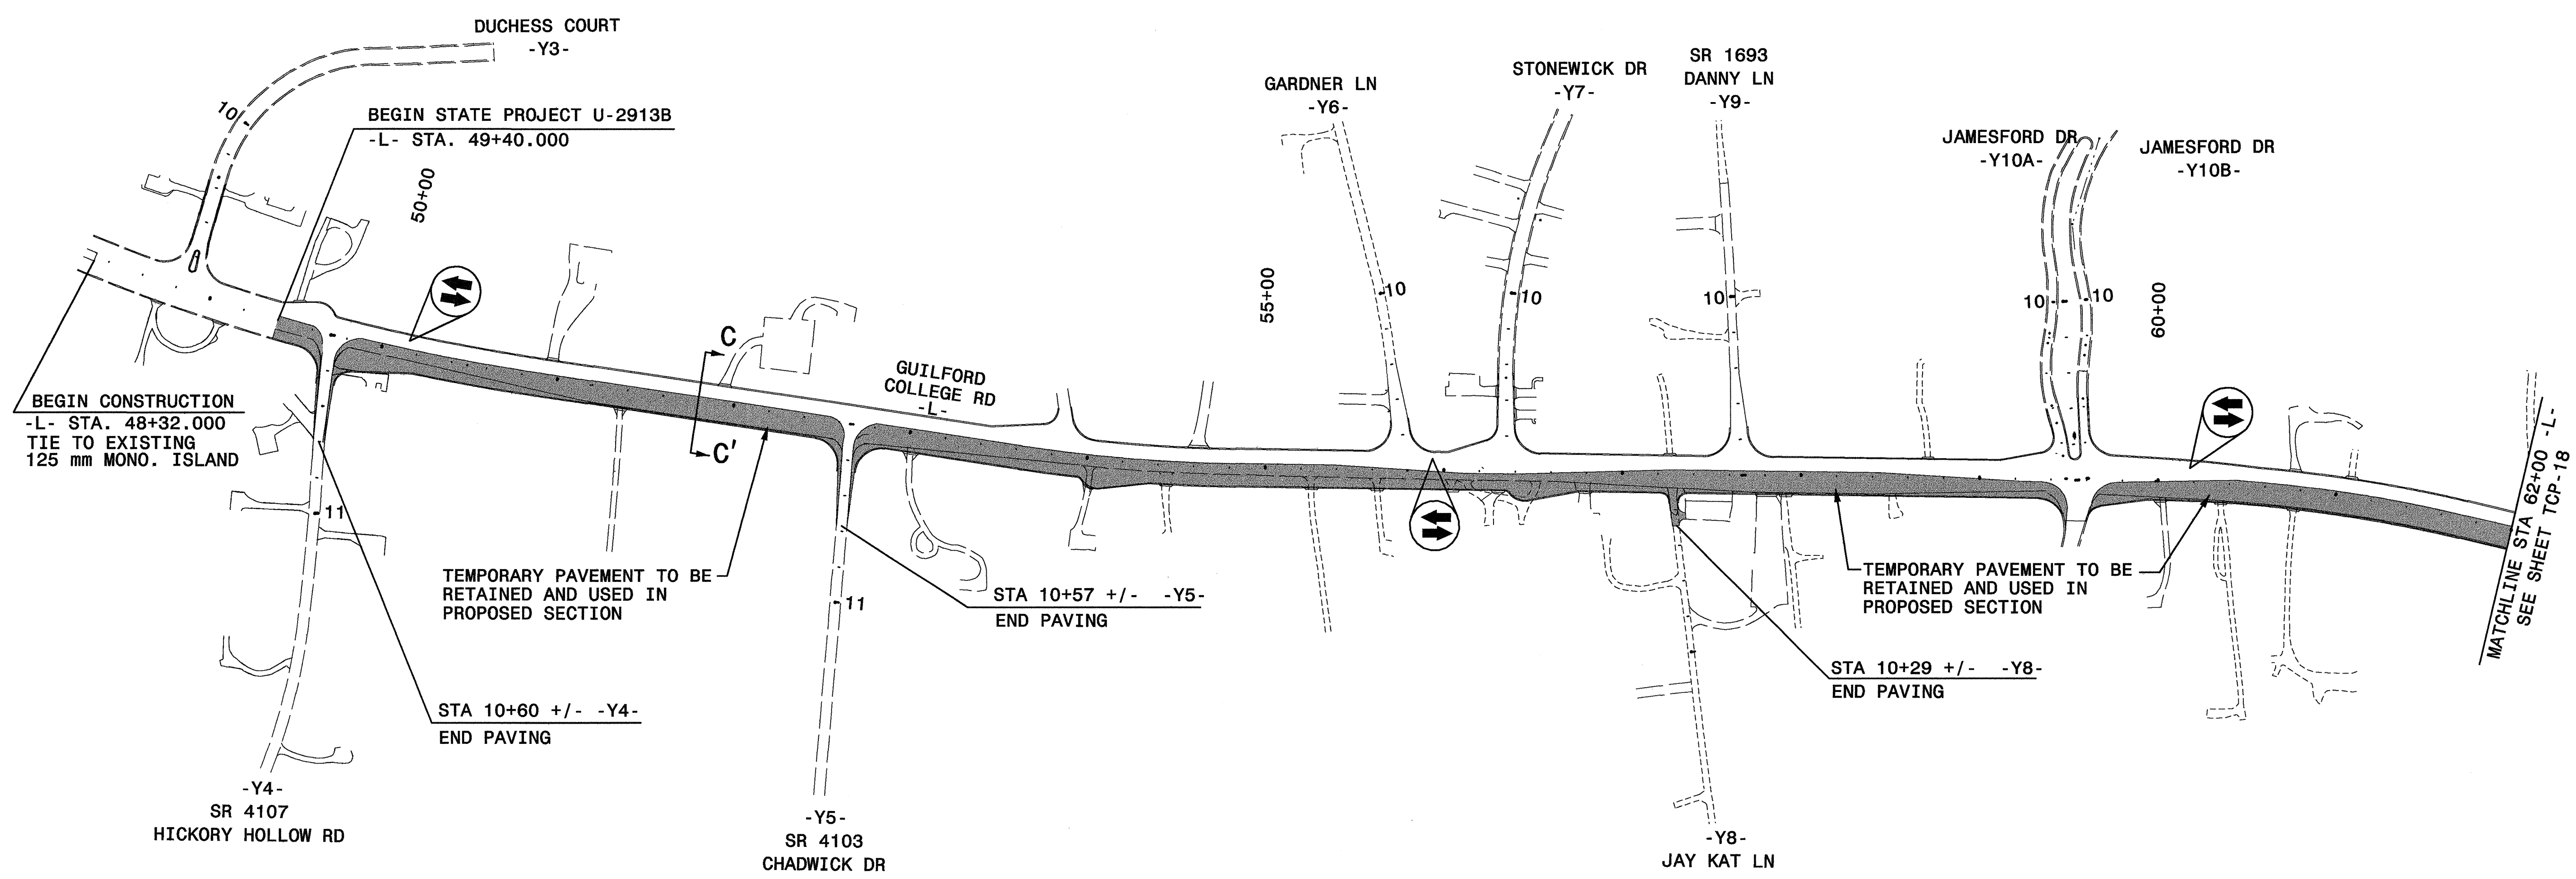 DUCHESS COURT
-Y3-
10
BEGIN STATE PROJECT U-2913B
-L- STA. 49+40.000
50+00
BEGIN CONSTRUCTION
-L- STA. 48+32.000
TIE TO EXISTING
125 mm MONO. ISLAND
C
C'
GUILFORD
COLLEGE RD
-L-
55+00
GARDNER LN
-Y6-
10
STONEWICK DR
-Y7-
10
SR 1693
DANNY LN
-Y9-
10
JAMESFORD DR
-Y10A-
10
JAMESFORD DR
-Y10B-
10
60+00
MATCHLINE STA 62+00 -L-
SEE SHEET TCP-18
11
TEMPORARY PAVEMENT TO BE
RETAINED AND USED IN
PROPOSED SECTION
11
STA 10+57 +/- -Y5-
END PAVING
TEMPORARY PAVEMENT TO BE
RETAINED AND USED IN
PROPOSED SECTION
STA 10+29 +/- -Y8-
END PAVING
STA 10+60 +/- -Y4-
END PAVING
-Y4-
SR 4107
HICKORY HOLLOW RD
-Y5-
SR 4103
CHADWICK DR
-Y8-
JAY KAT LN